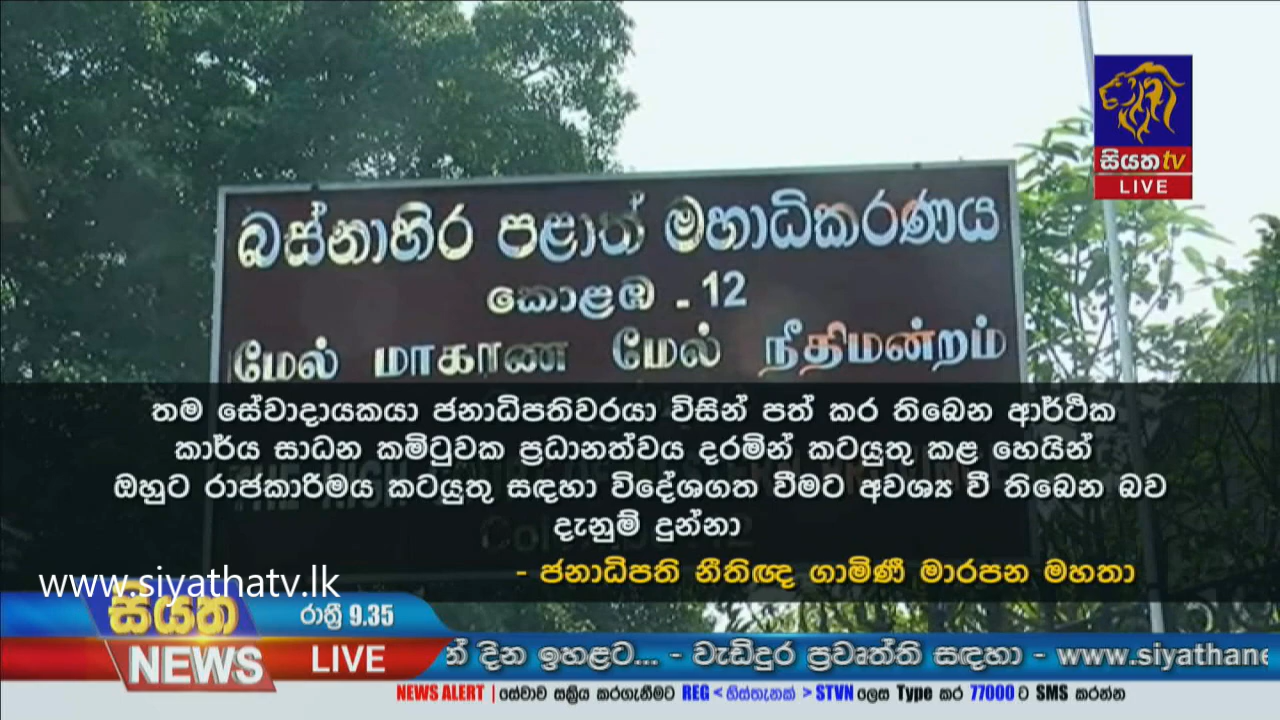 සියත tv
LIVE
බස්නාහිර පළාත් මහාධිකරණය
කොළඹ - 12
மேல் மாகாண மேல் நீதிமன்றம்
තම සේවාදායකයා ජනාධිපතිවරයා විසින් පත් කර තිබෙන ආර්ථික
කාර්ය සාධන කමිටුවක ප්‍රධානත්වය දරමින් කටයුතු කළ හෙයින්
ඔහුට රාජකාරිමය කටයුතු සඳහා විදේශගත වීමට අවශ්‍ය වී තිබෙන බව
දැනුම් දුන්නා
- ජනාධිපති නීතිඥ ගාමිණී මාරපන මහතා
www.siyathatv.lk
සියත
රාත්‍රී 9.35
NEWS
LIVE
න් දින ඉහළට... - වැඩිදුර ප්‍රවෘත්ති සඳහා - www.siyathane
NEWS ALERT | සේවාව සක්‍රිය කරගැනීමට REG < හිස්තැනක් > STVN ලෙස Type කර 77000 ට SMS කරන්න